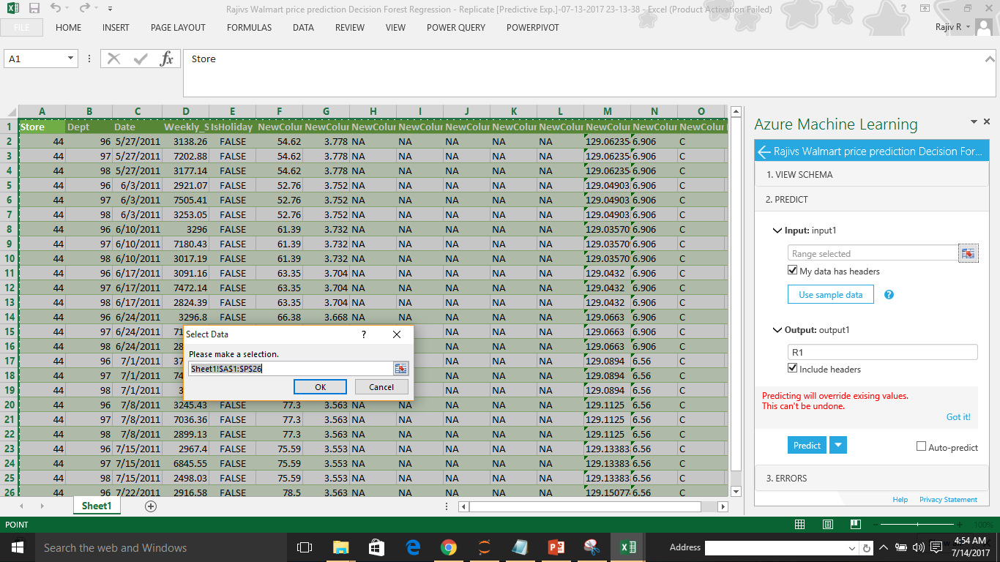 Rajivs Walmart price prediction Decision Forest Regression - Replicate [Predictive Exp.]-07-13-2017 23-13-38 - Excel (Product Activation Failed)
FILE HOME INSERT PAGE LAYOUT FORMULAS DATA REVIEW VIEW POWER QUERY POWERPIVOT Rajiv R
A1 fx Store
A B C D E F G H I J K L M N O
1 Store Dept Date Weekly_S IsHoliday NewColur NewColur NewColur NewColur NewColur NewColur NewColur NewColur NewColur NewColur
2 44 96 5/27/2011 3138.26 FALSE 54.62 3.778 NA NA NA NA NA 129.06235 6.906 C
3 44 97 5/27/2011 7202.88 FALSE 54.62 3.778 NA NA NA NA NA 129.06235 6.906 C
4 44 98 5/27/2011 3177.14 FALSE 54.62 3.778 NA NA NA NA NA 129.06235 6.906 C
5 44 96 6/3/2011 2921.07 FALSE 52.76 3.752 NA NA NA NA NA 129.04903 6.906 C
6 44 97 6/3/2011 7505.41 FALSE 52.76 3.752 NA NA NA NA NA 129.04903 6.906 C
7 44 98 6/3/2011 3253.05 FALSE 52.76 3.752 NA NA NA NA NA 129.04903 6.906 C
8 44 96 6/10/2011 3296 FALSE 61.39 3.732 NA NA NA NA NA 129.03570 6.906 C
9 44 97 6/10/2011 7180.43 FALSE 61.39 3.732 NA NA NA NA NA 129.03570 6.906 C
10 44 98 6/10/2011 3017.19 FALSE 61.39 3.732 NA NA NA NA NA 129.03570 6.906 C
11 44 96 6/17/2011 3091.16 FALSE 63.35 3.704 NA NA NA NA NA 129.0432 6.906 C
12 44 97 6/17/2011 7472.14 FALSE 63.35 3.704 NA NA NA NA NA 129.0432 6.906 C
13 44 98 6/17/2011 2824.39 FALSE 63.35 3.704 NA NA NA NA NA 129.0432 6.906 C
14 44 96 6/24/2011 3296.8 FALSE 66.38 3.668 NA NA NA NA NA 129.0663 6.906 C
15 44 97 6/24/2011 71 NA NA NA 129.0663 6.906 C
16 44 98 6/24/2011 28 NA NA NA 129.0663 6.906 C
17 44 96 7/1/2011 37 NA NA NA 129.0894 6.56 C
18 44 97 7/1/2011 74 NA NA NA 129.0894 6.56 C
19 44 98 7/1/2011 3 NA NA NA 129.0894 6.56 C
20 44 96 7/8/2011 3245.43 FALSE 77.3 3.563 NA NA NA NA NA 129.1125 6.56 C
21 44 97 7/8/2011 7036.36 FALSE 77.3 3.563 NA NA NA NA NA 129.1125 6.56 C
22 44 98 7/8/2011 2899.13 FALSE 77.3 3.563 NA NA NA NA NA 129.1125 6.56 C
23 44 96 7/15/2011 2967.4 FALSE 75.59 3.553 NA NA NA NA NA 129.13383 6.56 C
24 44 97 7/15/2011 6845.55 FALSE 75.59 3.553 NA NA NA NA NA 129.13383 6.56 C
25 44 98 7/15/2011 2498.03 FALSE 75.59 3.553 NA NA NA NA NA 129.13383 6.56 C
26 44 96 7/22/2011 2916.58 FALSE 78.5 3.563 NA NA NA NA NA 129.15077 6.56 C
Select Data ?
Please make a selection.
Sheet1!$A$1:$P$26
OK Cancel
Azure Machine Learning
Rajivs Walmart price prediction Decision For...
1. VIEW SCHEMA
2. PREDICT
Input: input1
Range selected
My data has headers
Use sample data ?
Output: output1
R1
Include headers
Predicting will override exising values.
This can't be undone.
Got it!
Predict Auto-predict
3. ERRORS
Help Privacy Statement
Sheet1
POINT 100%
Search the web and Windows Address 4:54 AM
7/14/2017